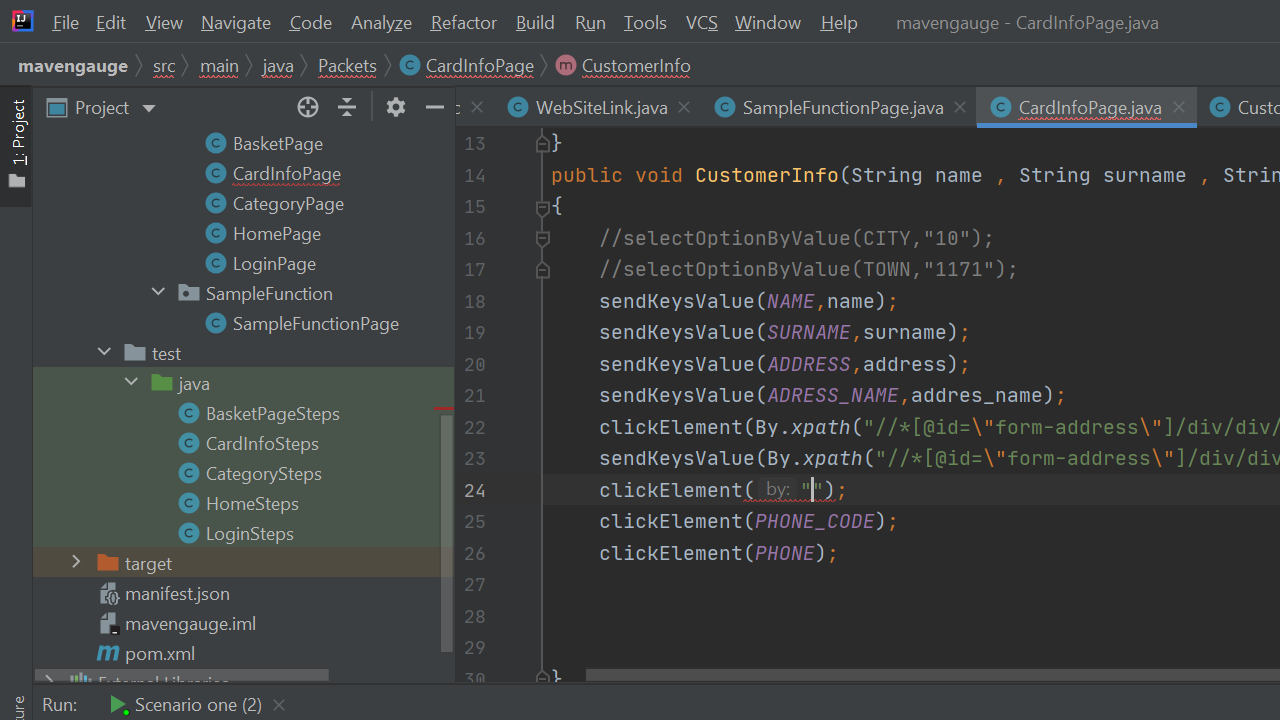 File Edit View Navigate Code Analyze Refactor Build Run Tools VCS Window Help mavengauge - CardInfoPage.java
mavengauge src main java Packets CardInfoPage CustomerInfo
1: Project
Project
c WebSiteLink.java SampleFunctionPage.java CardInfoPage.java Custo
BasketPage
CardInfoPage
CategoryPage
HomePage
LoginPage
SampleFunction
SampleFunctionPage
test
java
BasketPageSteps
CardInfoSteps
CategorySteps
HomeSteps
LoginSteps
target
manifest.json
mavengauge.iml
pom.xml
External Libraries
13 }
14 public void CustomerInfo(String name , String surname , Strin
15 {
16 //selectOptionByValue(CITY,"10");
17 //selectOptionByValue(TOWN,"1171");
18 sendKeysValue(NAME,name);
19 sendKeysValue(SURNAME,surname);
20 sendKeysValue(ADDRESS,address);
21 sendKeysValue(ADRESS_NAME,addres_name);
22 clickElement(By.xpath("//*[@id=\"form-address\"]/div/div/
23 sendKeysValue(By.xpath("//*[@id=\"form-address\"]/div/div/
24 clickElement( by: "");
25 clickElement(PHONE_CODE);
26 clickElement(PHONE);
27
28
29
30 }
ture
Run: Scenario one (2)